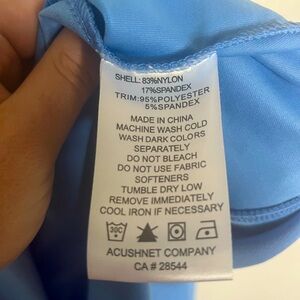 SHELL: 83%NYLON
17%SPANDEX
TRIM:95%POLYESTER
5%SPANDEX
MADE IN CHINA
MACHINE WASH COLD
WASH DARK COLORS
SEPARATELY
DO NOT BLEACH
DO NOT USE FABRIC
SOFTENERS
TUMBLE DRY LOW
REMOVE IMMEDIATELY
COOL IRON IF NECESSARY
30C
ACUSHNET COMPANY
CA # 28544